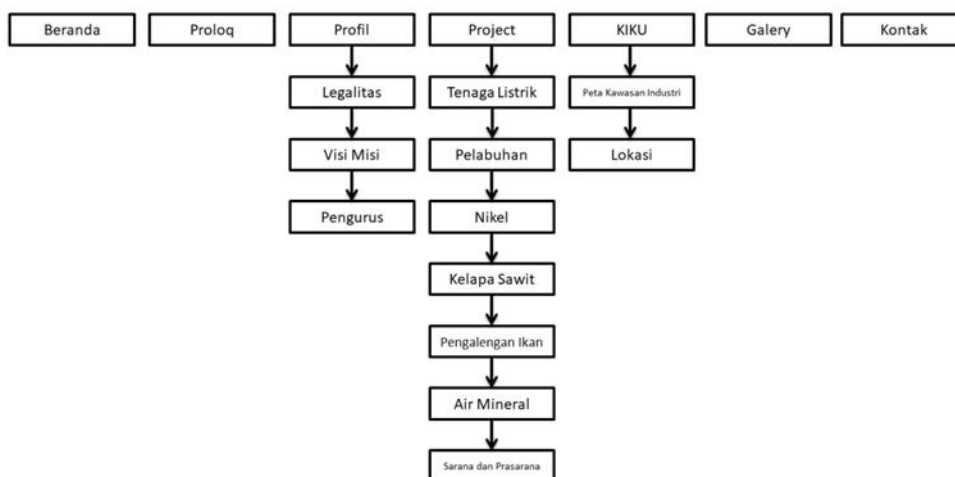 Beranda
Proloq
Profil
Project
KIKU
Galery
Kontak
Legalitas
Tenaga Listrik
Peta Kawasan Industri
Visi Misi
Pelabuhan
Lokasi
Pengurus
Nikel
Kelapa Sawit
Pengalengan Ikan
Air Mineral
Sarana dan Prasarana